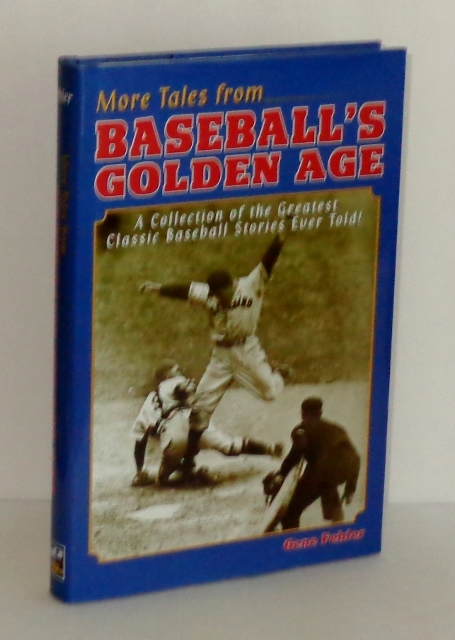 More Tales from
BASEBALL'S
GOLDEN AGE
A Collection of the Greatest
Classic Baseball Stories Ever Told!
Gene Fehler